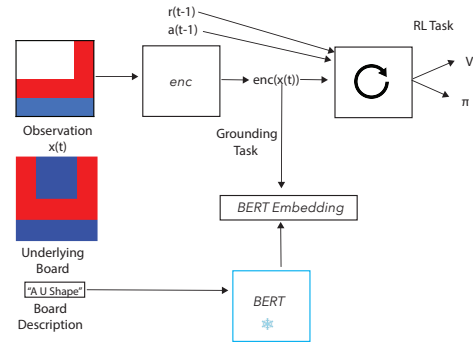 r(t-1)
a(t-1)
RL Task
enc
enc(x(t))
V
π
Observation
x(t)
Grounding
Task
BERT Embedding
Underlying
Board
"A U Shape"
Board
Description
BERT